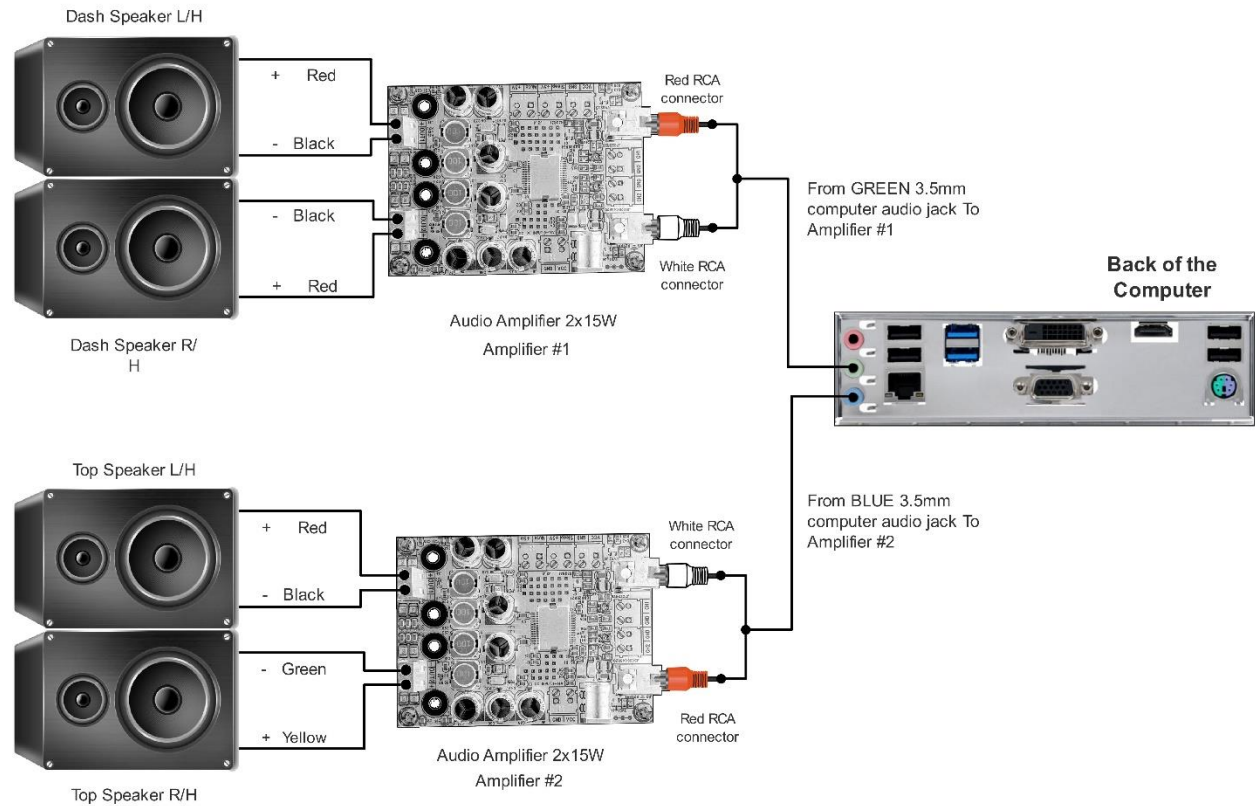 Dash Speaker L/H
+ Red
- Black
- Black
+ Red
Dash Speaker R/
H
Red RCA
connector
White RCA
connector
Audio Amplifier 2x15W
Amplifier #1
From GREEN 3.5mm
computer audio jack To
Amplifier #1
Back of the
Computer
Top Speaker L/H
+ Red
- Black
- Green
+ Yellow
Top Speaker R/H
White RCA
connector
Red RCA
connector
Audio Amplifier 2x15W
Amplifier #2
From BLUE 3.5mm
computer audio jack To
Amplifier #2